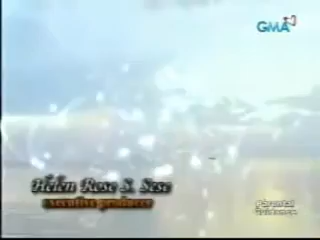 GMA
Helen Rose S. Sese
executive producer
Parental
Guidance